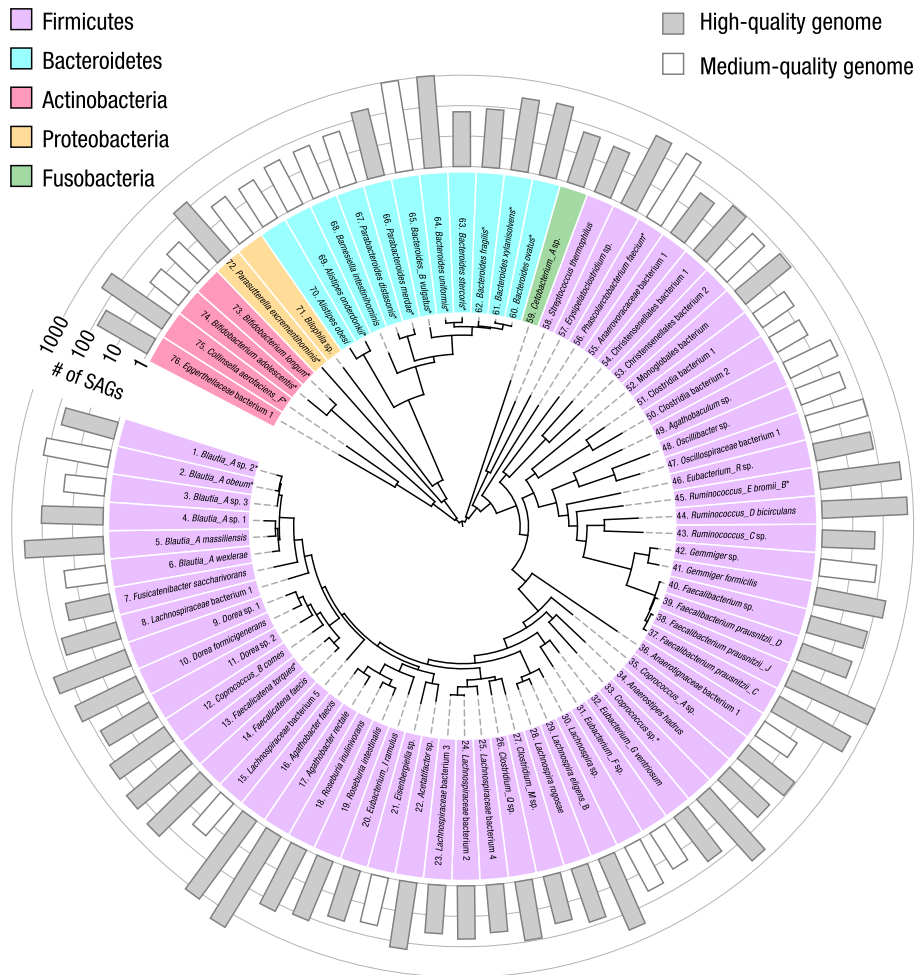 Firmicutes
Bacteroidetes
Actinobacteria
Proteobacteria
Fusobacteria
High-quality genome
Medium-quality genome
1000
100
10
1
# of SAGs
1. Blautia_A sp. 2*
2. Blautia_A obeum*
3. Blautia_A sp. 3
4. Blautia_A sp. 1
5. Blautia_A massiliensis
6. Blautia_A wexlerae
7. Fusicatenibacter saccharivorans
8. Lachnospiraceae bacterium 1
9. Dorea sp. 1
10. Dorea formicigenerans
11. Dorea sp. 2
12. Coprococcus_B comes
13. Faecalicatena torques*
14. Faecalicatena faecis
15. Lachnospiraceae bacterium 5
16. Agathobacter faecis
17. Agathobacter rectale
18. Roseburia inulinivorans
19. Roseburia intestinalis
20. Eubacterium_I ramulus
21. Eisenbergiella sp.
22. Acetatifactor sp.
23. Lachnospiraceae bacterium 3
24. Lachnospiraceae bacterium 2
25. Lachnospiraceae bacterium 4
26. Clostridium_Q sp.
27. Clostridium_M sp.
28. Lachnospira rogosae
29. Lachnospira eligens_B
30. Lachnospira sp.
31. Eubacterium_F sp.
32. Eubacterium_G ventriosum
33. Coprococcus sp.*
34. Anaerostipes hadrus
35. Coprococcus_A sp.
36. Anaerotignaceae bacterium 1
37. Faecalibacterium prausnitzii_C
38. Faecalibacterium prausnitzii_J
39. Faecalibacterium prausnitzii_D
40. Faecalibacterium sp.
41. Gemmiger formicilis
42. Gemmiger sp.
43. Ruminococcus_C sp.
44. Ruminococcus_D bicirculans
45. Ruminococcus_E bromii_B*
46. Eubacterium_R sp.
47. Oscillospiraceae bacterium 1
48. Oscillibacter sp.
49. Agathobaculum sp.
50. Clostridia bacterium 2
51. Clostridia bacterium 1
52. Monoglobales bacterium
53. Christensenellales bacterium 2
54. Christensenellales bacterium 1
55. Anaerovoracaceae bacterium 1
56. Phascolarctobacterium faecium*
57. Erysipelatoclostridium sp.
58. Streptococcus thermophilus
59. Cetobacterium_A sp.
60. Bacteroides ovatus*
61. Bacteroides xylanisolvens*
62. Bacteroides fragilis*
63. Bacteroides stercoris*
64. Bacteroides uniformis*
65. Bacteroides_B vulgatus*
66. Parabacteroides merdae*
67. Parabacteroides distasonis*
68. Barnesiella intestinihominis
69. Alistipes onderdonkii*
70. Alistipes obesi
71. Bilophila sp.
72. Parasutterella excrementihominis*
73. Bifidobacterium longum*
74. Bifidobacterium adolescentis*
75. Collinsella aerofaciens_F*
76. Eggerthellaceae bacterium 1